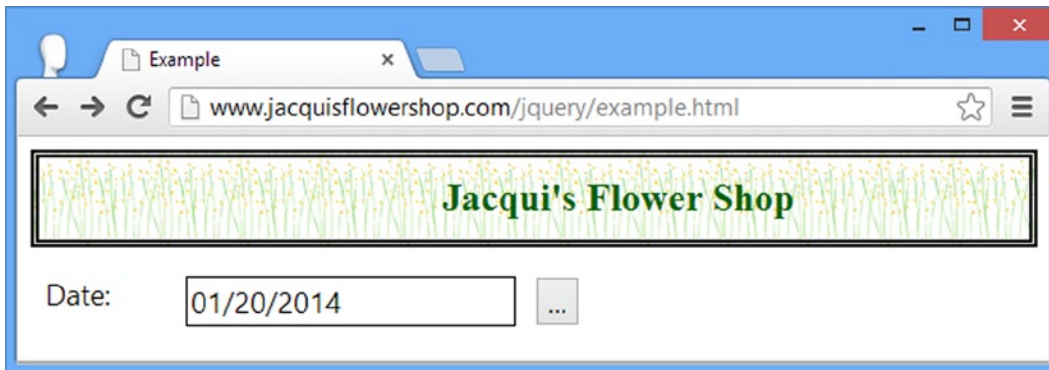 Example
www.jacquisflowershop.com/jquery/example.html
Jacqui's Flower Shop
Date:
01/20/2014
...